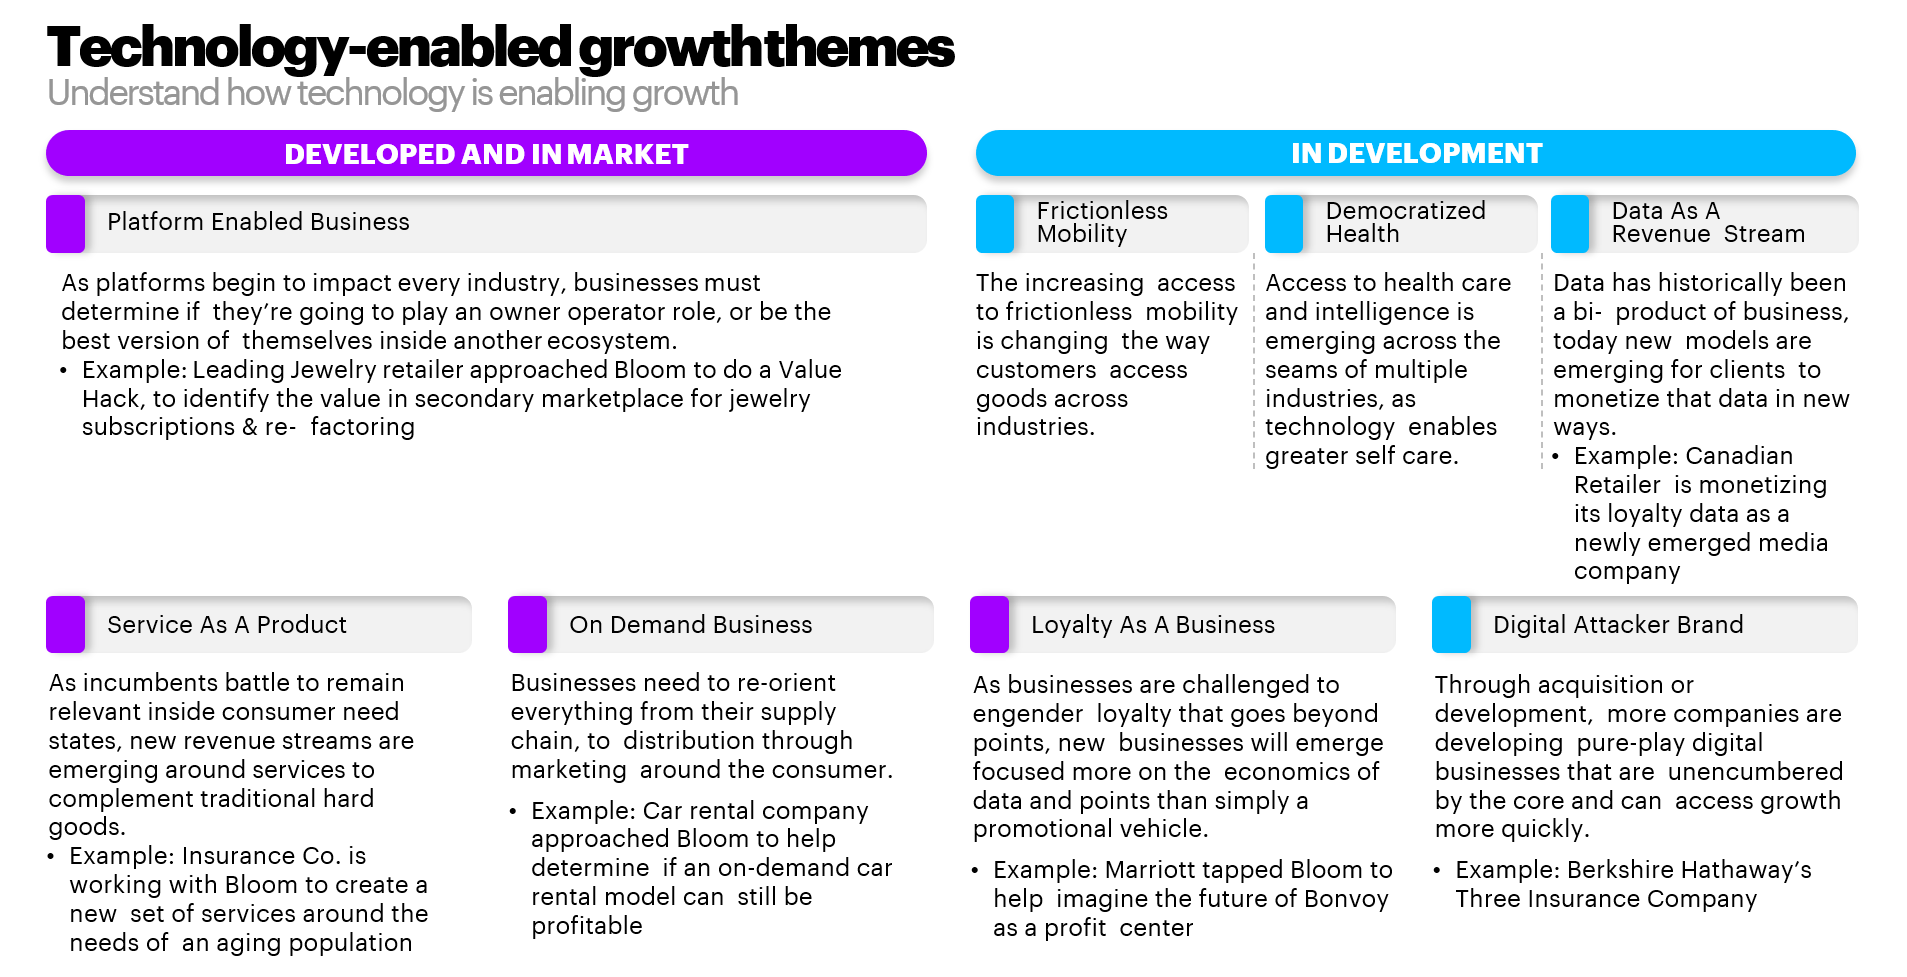 Technology-enabled growth themes
Understand how technology is enabling growth
DEVELOPED AND IN MARKET
IN DEVELOPMENT
Platform Enabled Business
As platforms begin to impact every industry, businesses must
determine if they’re going to play an owner operator role, or be the
best version of themselves inside another ecosystem.
• Example: Leading Jewelry retailer approached Bloom to do a Value
Hack, to identify the value in secondary marketplace for jewelry
subscriptions & re- factoring
Frictionless
Mobility
The increasing access
to frictionless mobility
is changing the way
customers access
goods across
industries.
Democratized
Health
Access to health care
and intelligence is
emerging across the
seams of multiple
industries, as
technology enables
greater self care.
Data As A
Revenue Stream
Data has historically been
a bi- product of business,
today new models are
emerging for clients to
monetize that data in new
ways.
• Example: Canadian
Retailer is monetizing
its loyalty data as a
newly emerged media
company
Service As A Product
As incumbents battle to remain
relevant inside consumer need
states, new revenue streams are
emerging around services to
complement traditional hard
goods.
• Example: Insurance Co. is
working with Bloom to create a
new set of services around the
needs of an aging population
On Demand Business
Businesses need to re-orient
everything from their supply
chain, to distribution through
marketing around the consumer.
• Example: Car rental company
approached Bloom to help
determine if an on-demand car
rental model can still be
profitable
Loyalty As A Business
As businesses are challenged to
engender loyalty that goes beyond
points, new businesses will emerge
focused more on the economics of
data and points than simply a
promotional vehicle.
• Example: Marriott tapped Bloom to
help imagine the future of Bonvoy
as a profit center
Digital Attacker Brand
Through acquisition or
development, more companies are
developing pure-play digital
businesses that are unencumbered
by the core and can access growth
more quickly.
• Example: Berkshire Hathaway’s
Three Insurance Company